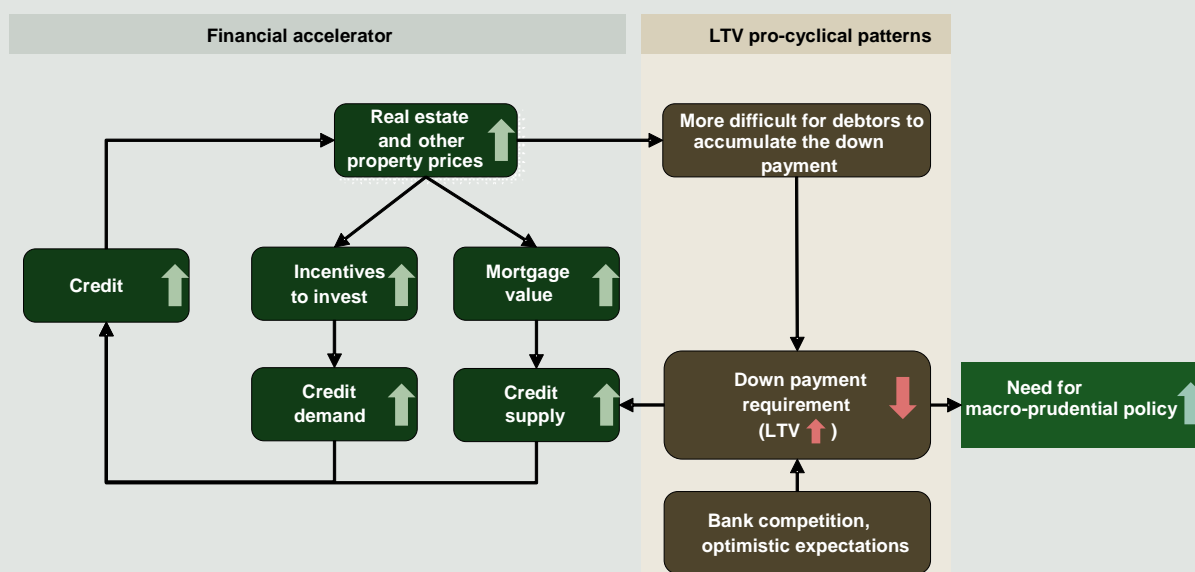 Financial accelerator
LTV pro-cyclical patterns
Real estate
and other
property prices
More difficult for debtors to
accumulate the down
payment
Credit
Incentives
to invest
Mortgage
value
Credit
demand
Credit
supply
Down payment
requirement
(LTV )
Need for
macro-prudential policy
Bank competition,
optimistic expectations